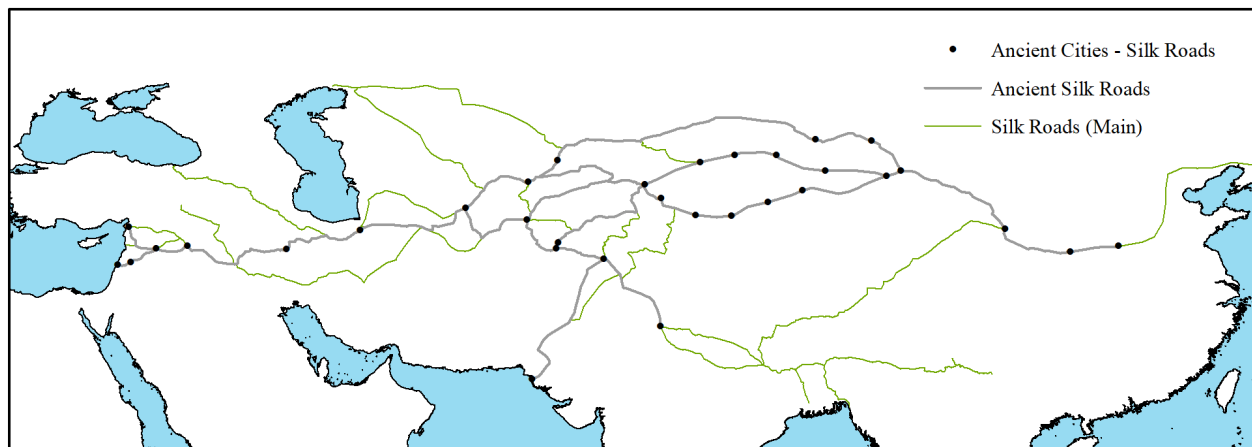 Ancient Cities - Silk Roads
Ancient Silk Roads
Silk Roads (Main)